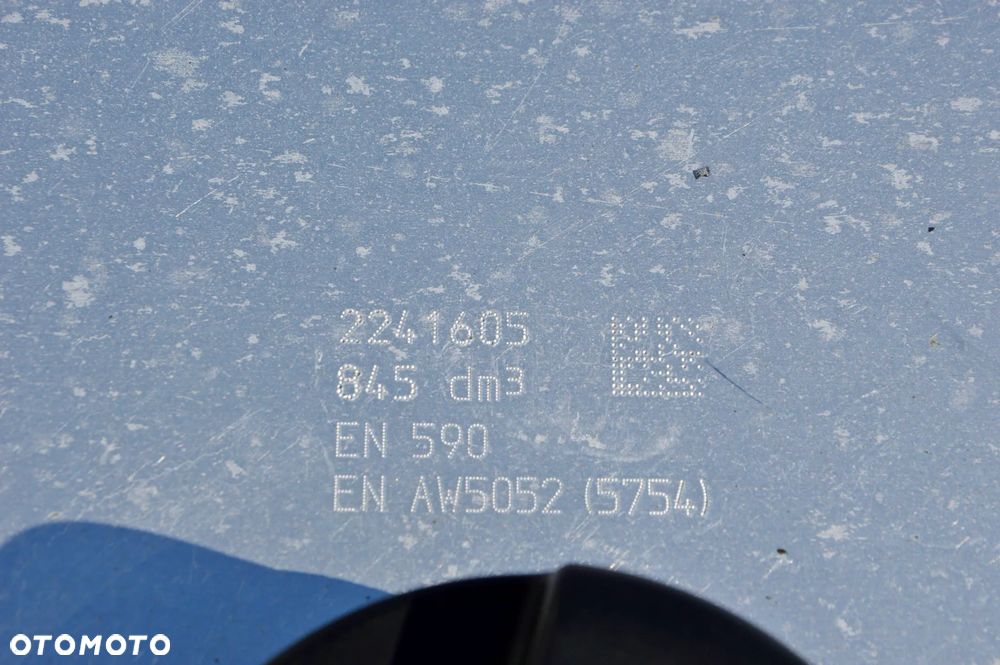 2241605
845 dm³
EN 590
EN AW5052 (5754)
OTOMOTO